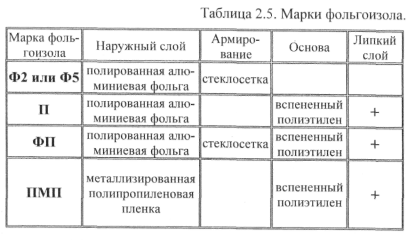 Таблица 2.5. Марки фольгоизола.
Марка фоль-
гоизола
Наружный слой
Армиро-
вание
Основа
Липкий
слой
Ф2 или Ф5
полированная алю-
миниевая фольга
стеклосетка
П
полированная алю-
миниевая фольга
вспененный
полиэтилен
+
ФП
полированная алю-
миниевая фольга
стеклосетка
вспененный
полиэтилен
+
ПМП
металлизированная
полипропиленовая
пленка
вспененный
полиэтилен
+